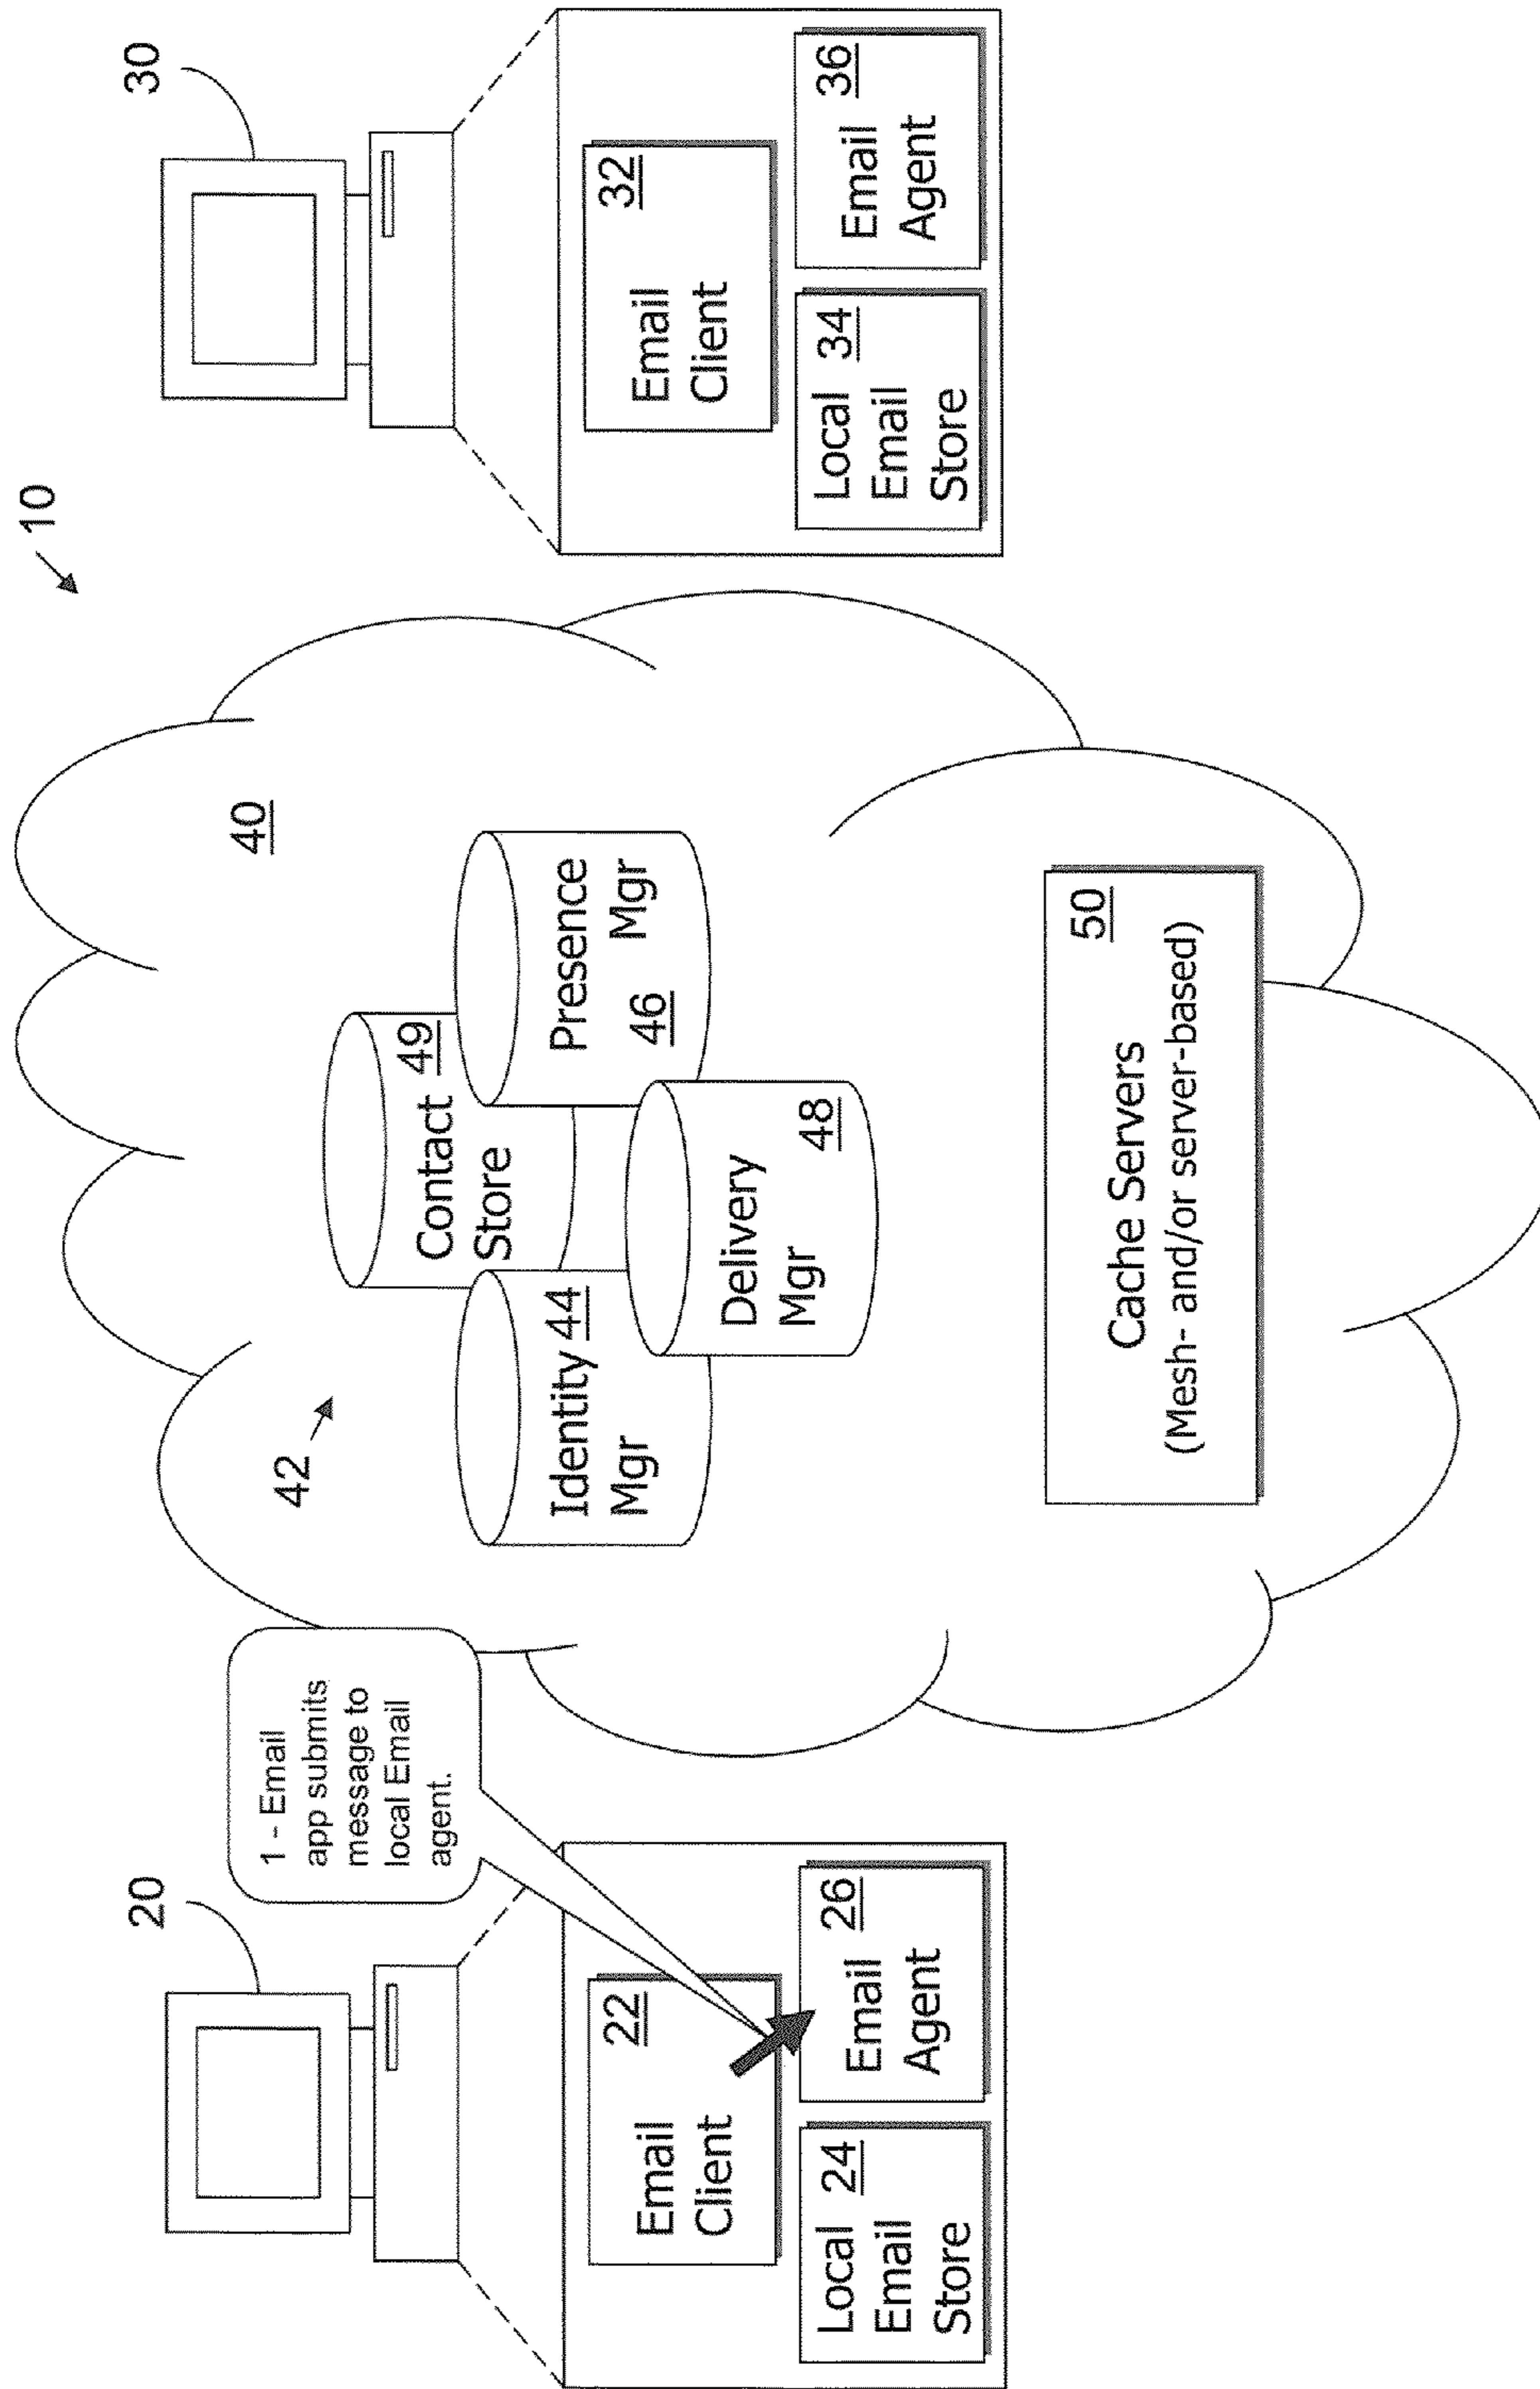 10
20
1 - Email
app submits
message to
local Email
agent.
Email
Client
22
Local
Email
Store
24
Email
Agent
26
40
42
Contact
Store
49
Identity
Mgr
44
Presence
Mgr
46
Delivery
Mgr
48
50
Cache Servers
(Mesh- and/or server-based)
30
Email
Client
32
Local
Email
Store
34
Email
Agent
36